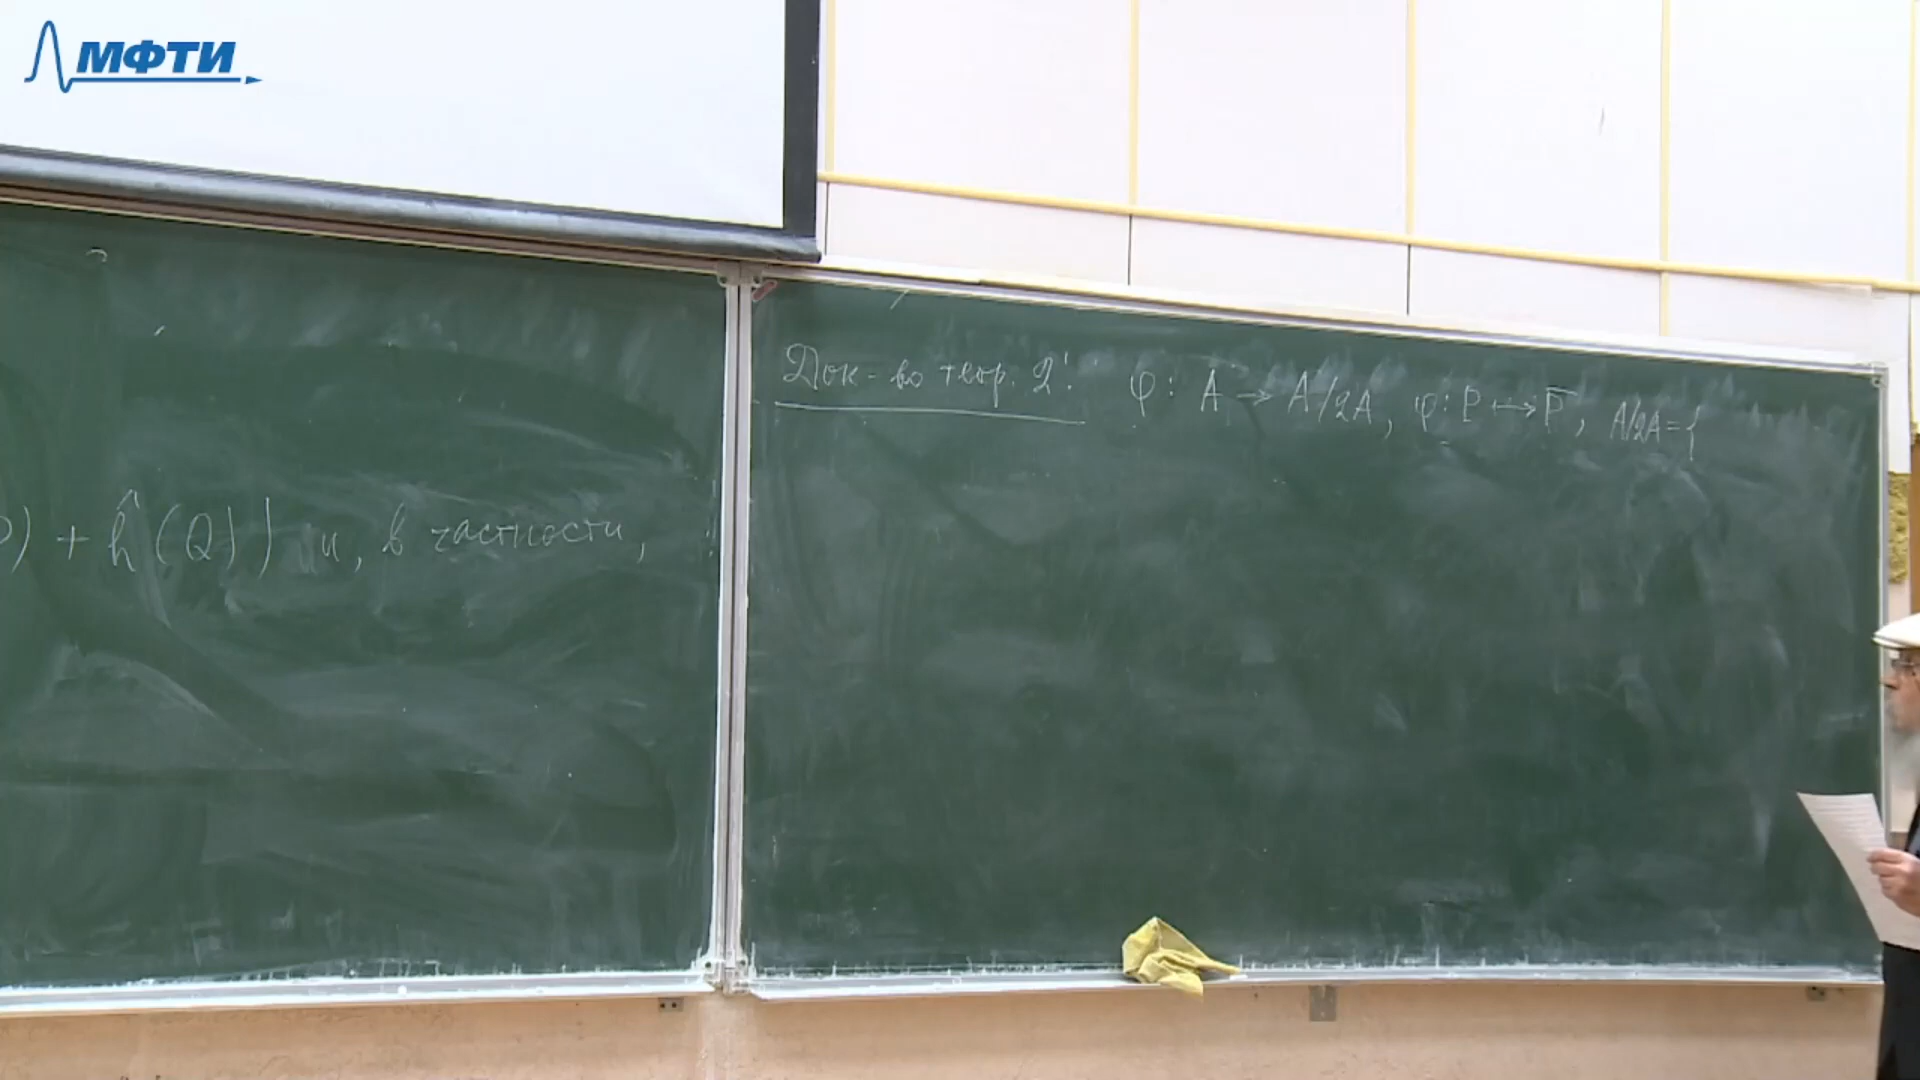 МФТИ
) + ĥ(Q)) и, в частности,
Док-во теор. 2! φ: A → A/2A, φ: P ↦ P̄, A/2A = {